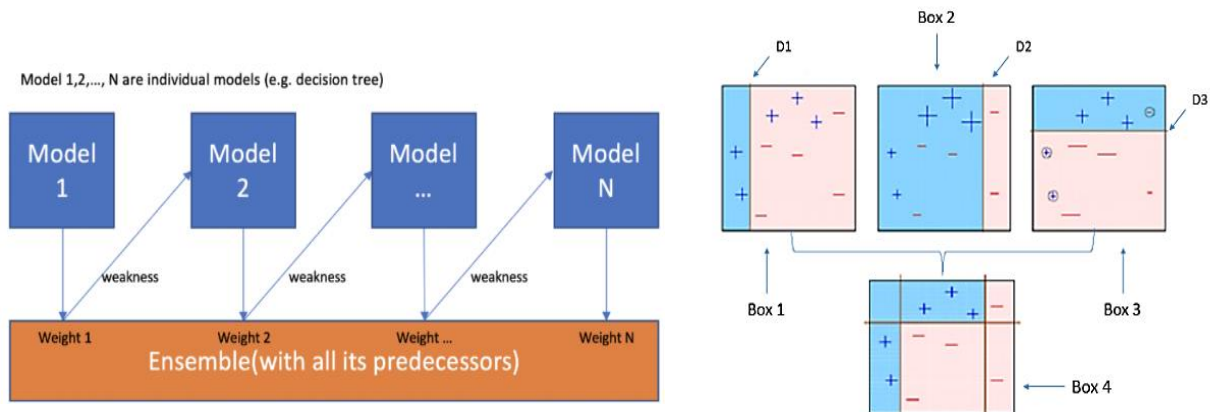 Model 1,2,..., N are individual models (e.g. decision tree)
Model
1
Model
2
Model
...
Model
N
weakness
weakness
weakness
Weight 1
Weight 2
Weight ...
Weight N
Ensemble(with all its predecessors)
Box 2
D1
D2
D3
Box 1
Box 3
Box 4